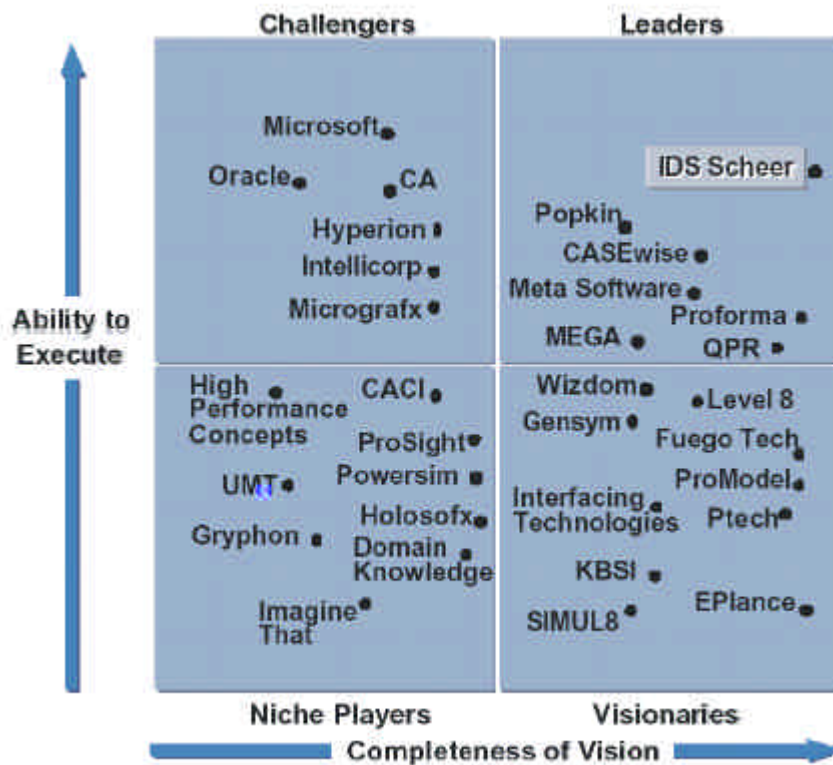 Challengers
Leaders
Microsoft
Oracle
CA
Hyperion
Intellicorp
Micrografx
IDS Scheer
Popkin
CASEwise
Meta Software
Proforma
MEGA
QPR
Ability to
Execute
High
Performance
Concepts
CACI
ProSight
UMT
Powersim
Holosofx
Gryphon
Domain
Knowledge
Imagine
That
Wizdom
Level 8
Gensym
Fuego Tech
ProModel
Interfacing
Technologies
Ptech
KBSI
EPlance
SIMUL8
Niche Players
Visionaries
Completeness of Vision